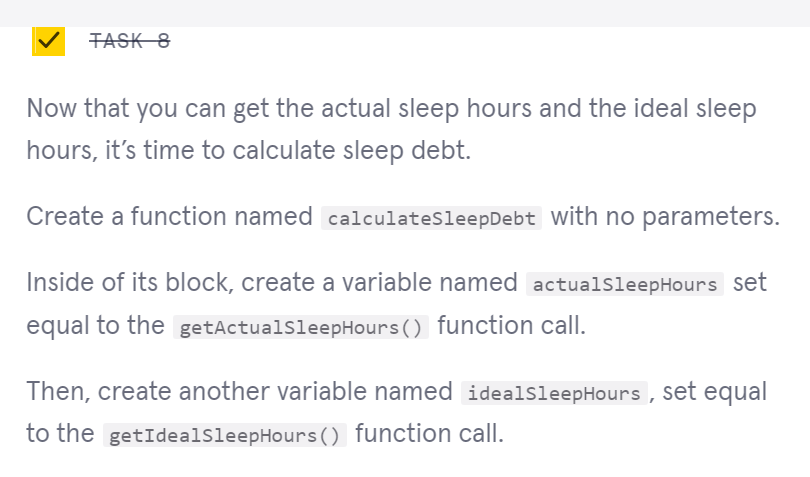 TASK 8
Now that you can get the actual sleep hours and the ideal sleep
hours, it’s time to calculate sleep debt.
Create a function named calculateSleepDebt with no parameters.
Inside of its block, create a variable named actualSleepHours set
equal to the getActualSleepHours() function call.
Then, create another variable named idealSleepHours, set equal
to the getIdealSleepHours() function call.